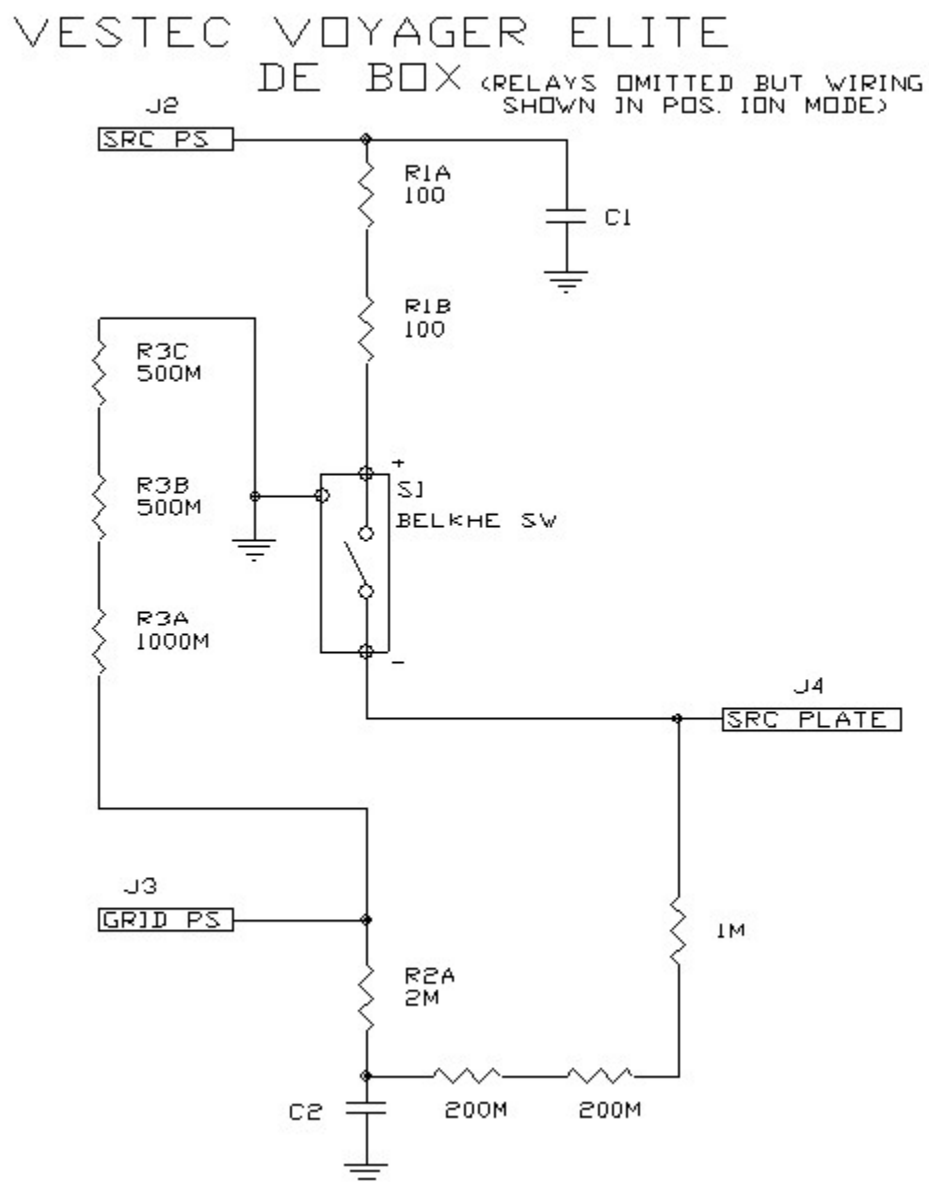 VESTEC VOYAGER ELITE
DE BOX (RELAYS OMITTED BUT WIRING
SHOWN IN POS. ION MODE)
J2
SRC PS
R1A
100
C1
R1B
100
R3C
500M
+
S1
BELKHE SW
R3B
500M
R3A
1000M
-
J4
SRC PLATE
J3
GRID PS
1M
R2A
2M
C2
200M
200M